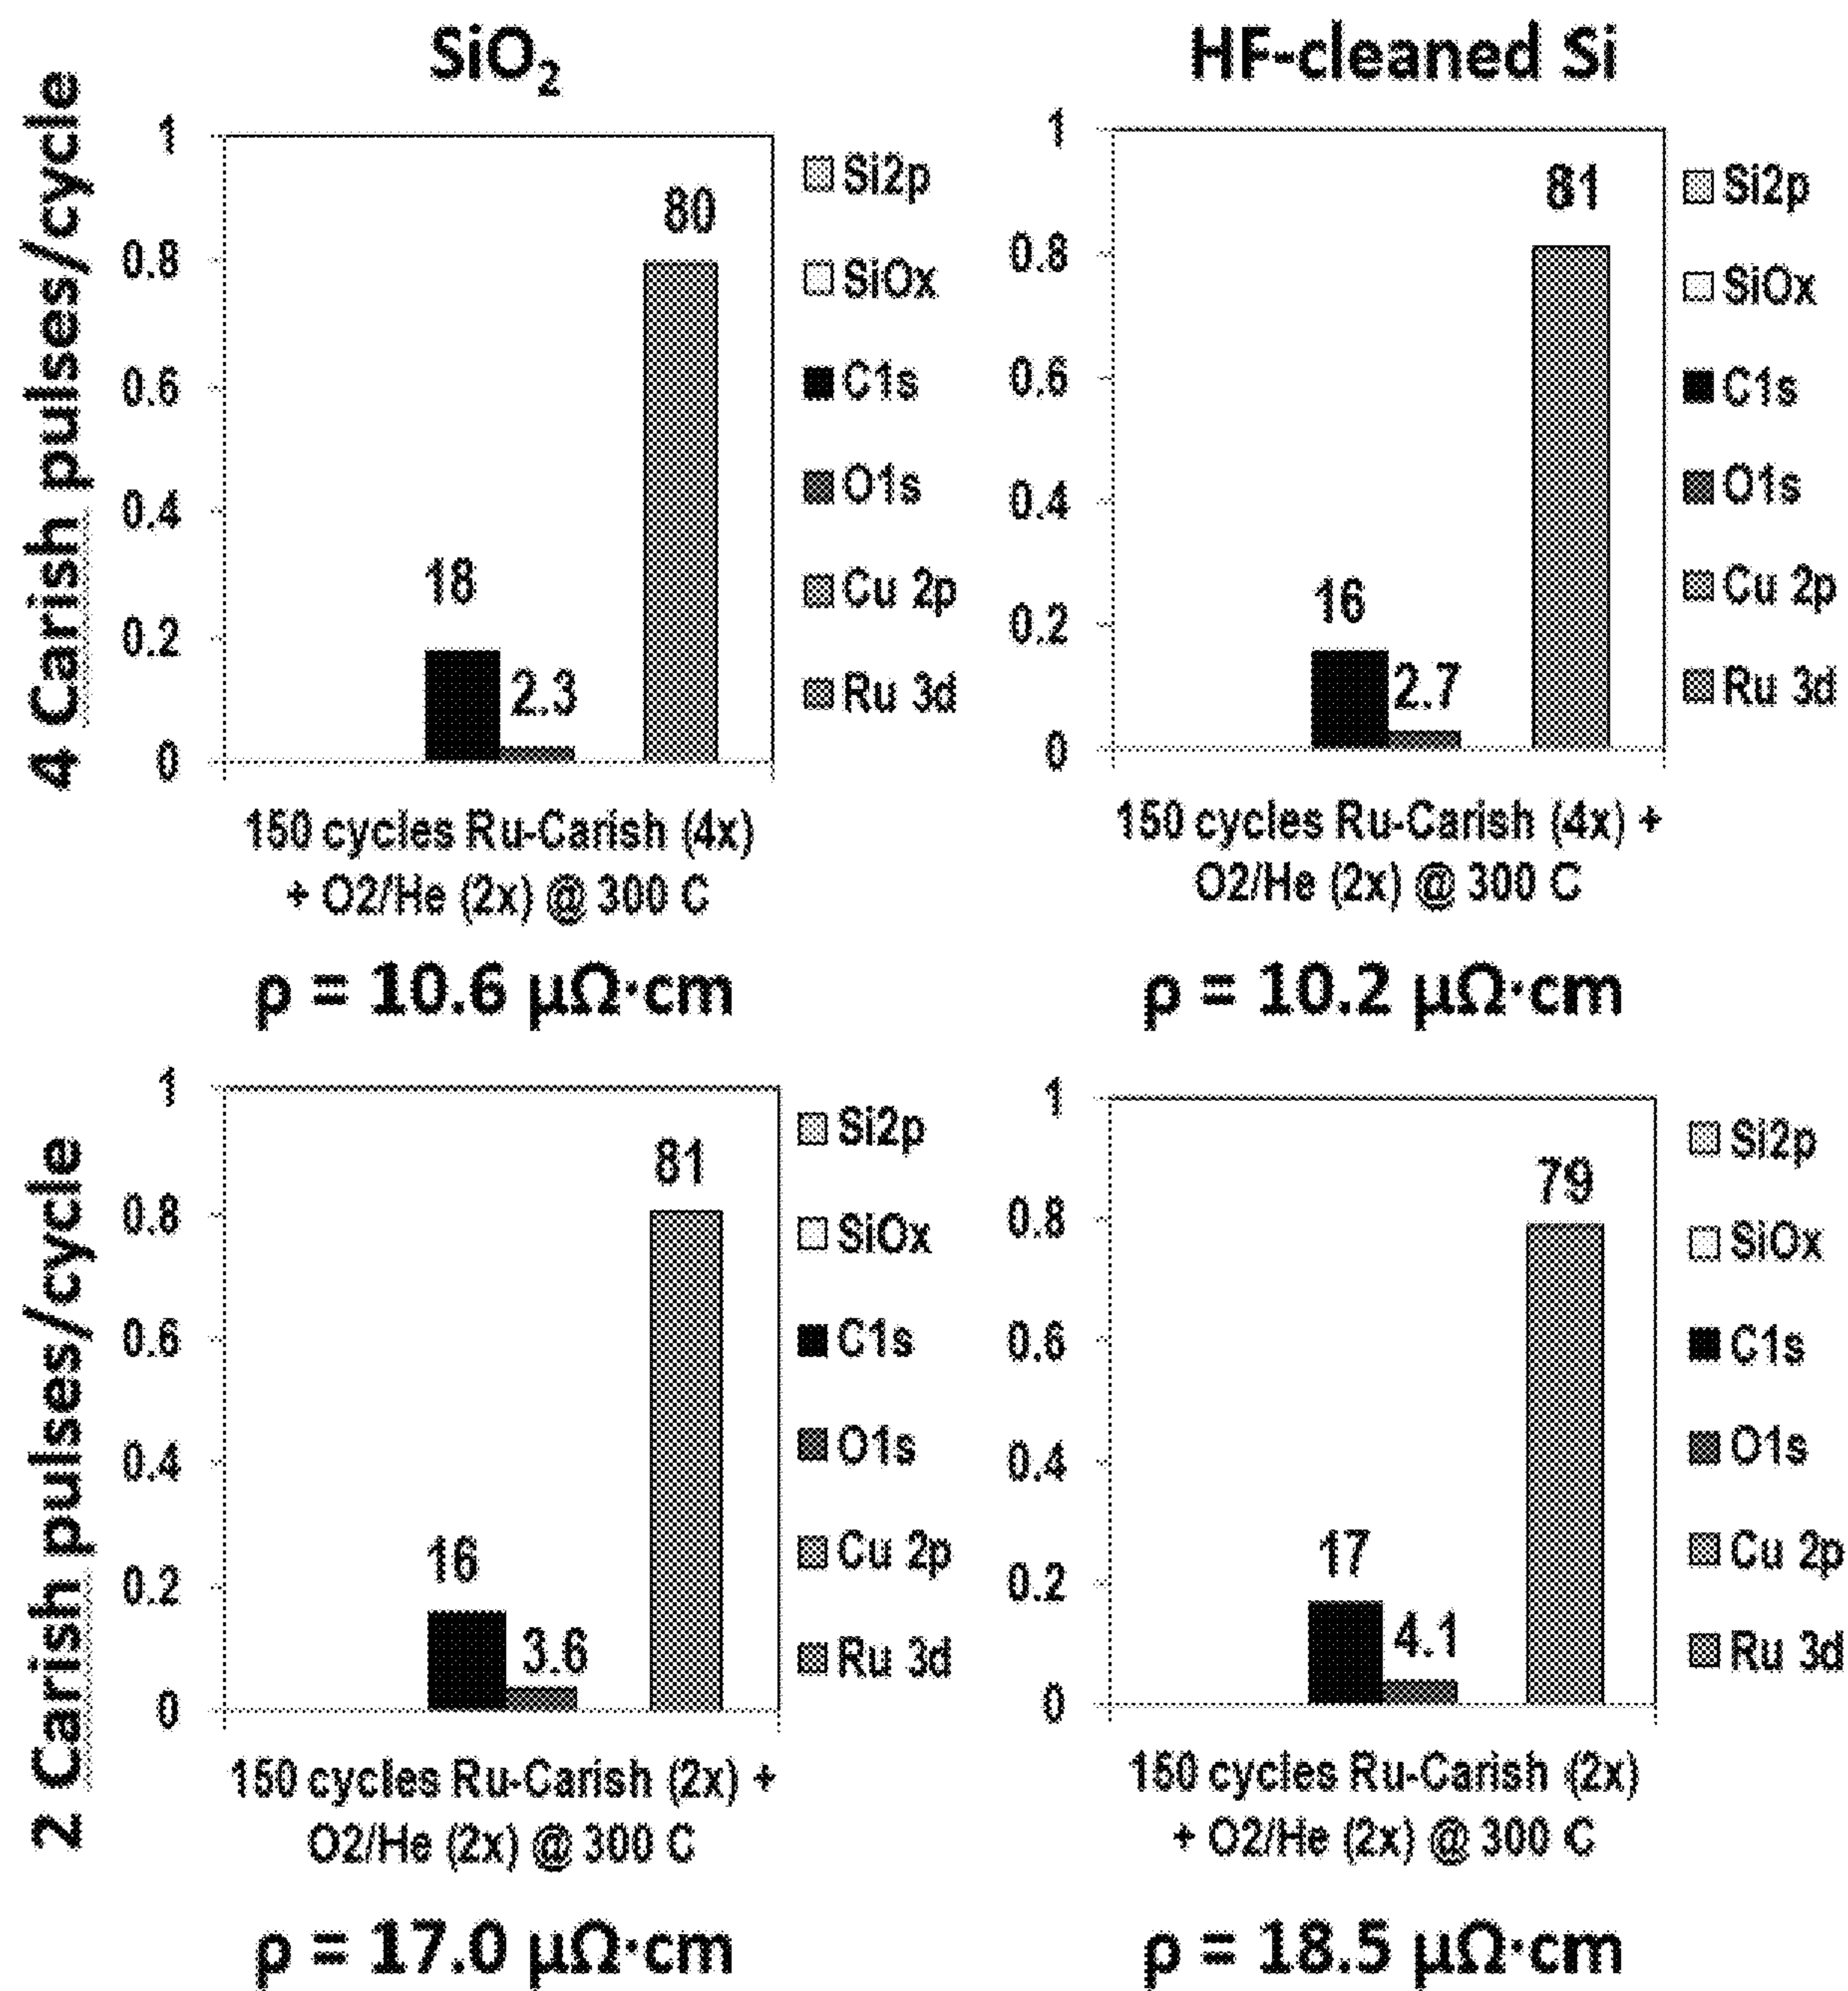 SiO₂
HF-cleaned Si
4 Carish pulses/cycle
1
0.8
0.6
0.4
0.2
0
80
18
2.3
Si2p
SiOx
C1s
O1s
Cu 2p
Ru 3d
150 cycles Ru-Carish (4x)
+ O2/He (2x) @ 300 C
ρ = 10.6 µΩ·cm
1
0.8
0.6
0.4
0.2
0
81
16
2.7
Si2p
SiOx
C1s
O1s
Cu 2p
Ru 3d
150 cycles Ru-Carish (4x) +
O2/He (2x) @ 300 C
ρ = 10.2 µΩ·cm
2 Carish pulses/cycle
1
0.8
0.6
0.4
0.2
0
81
16
3.6
Si2p
SiOx
C1s
O1s
Cu 2p
Ru 3d
150 cycles Ru-Carish (2x) +
O2/He (2x) @ 300 C
ρ = 17.0 µΩ·cm
1
0.8
0.6
0.4
0.2
0
79
17
4.1
Si2p
SiOx
C1s
O1s
Cu 2p
Ru 3d
150 cycles Ru-Carish (2x)
+ O2/He (2x) @ 300 C
ρ = 18.5 µΩ·cm